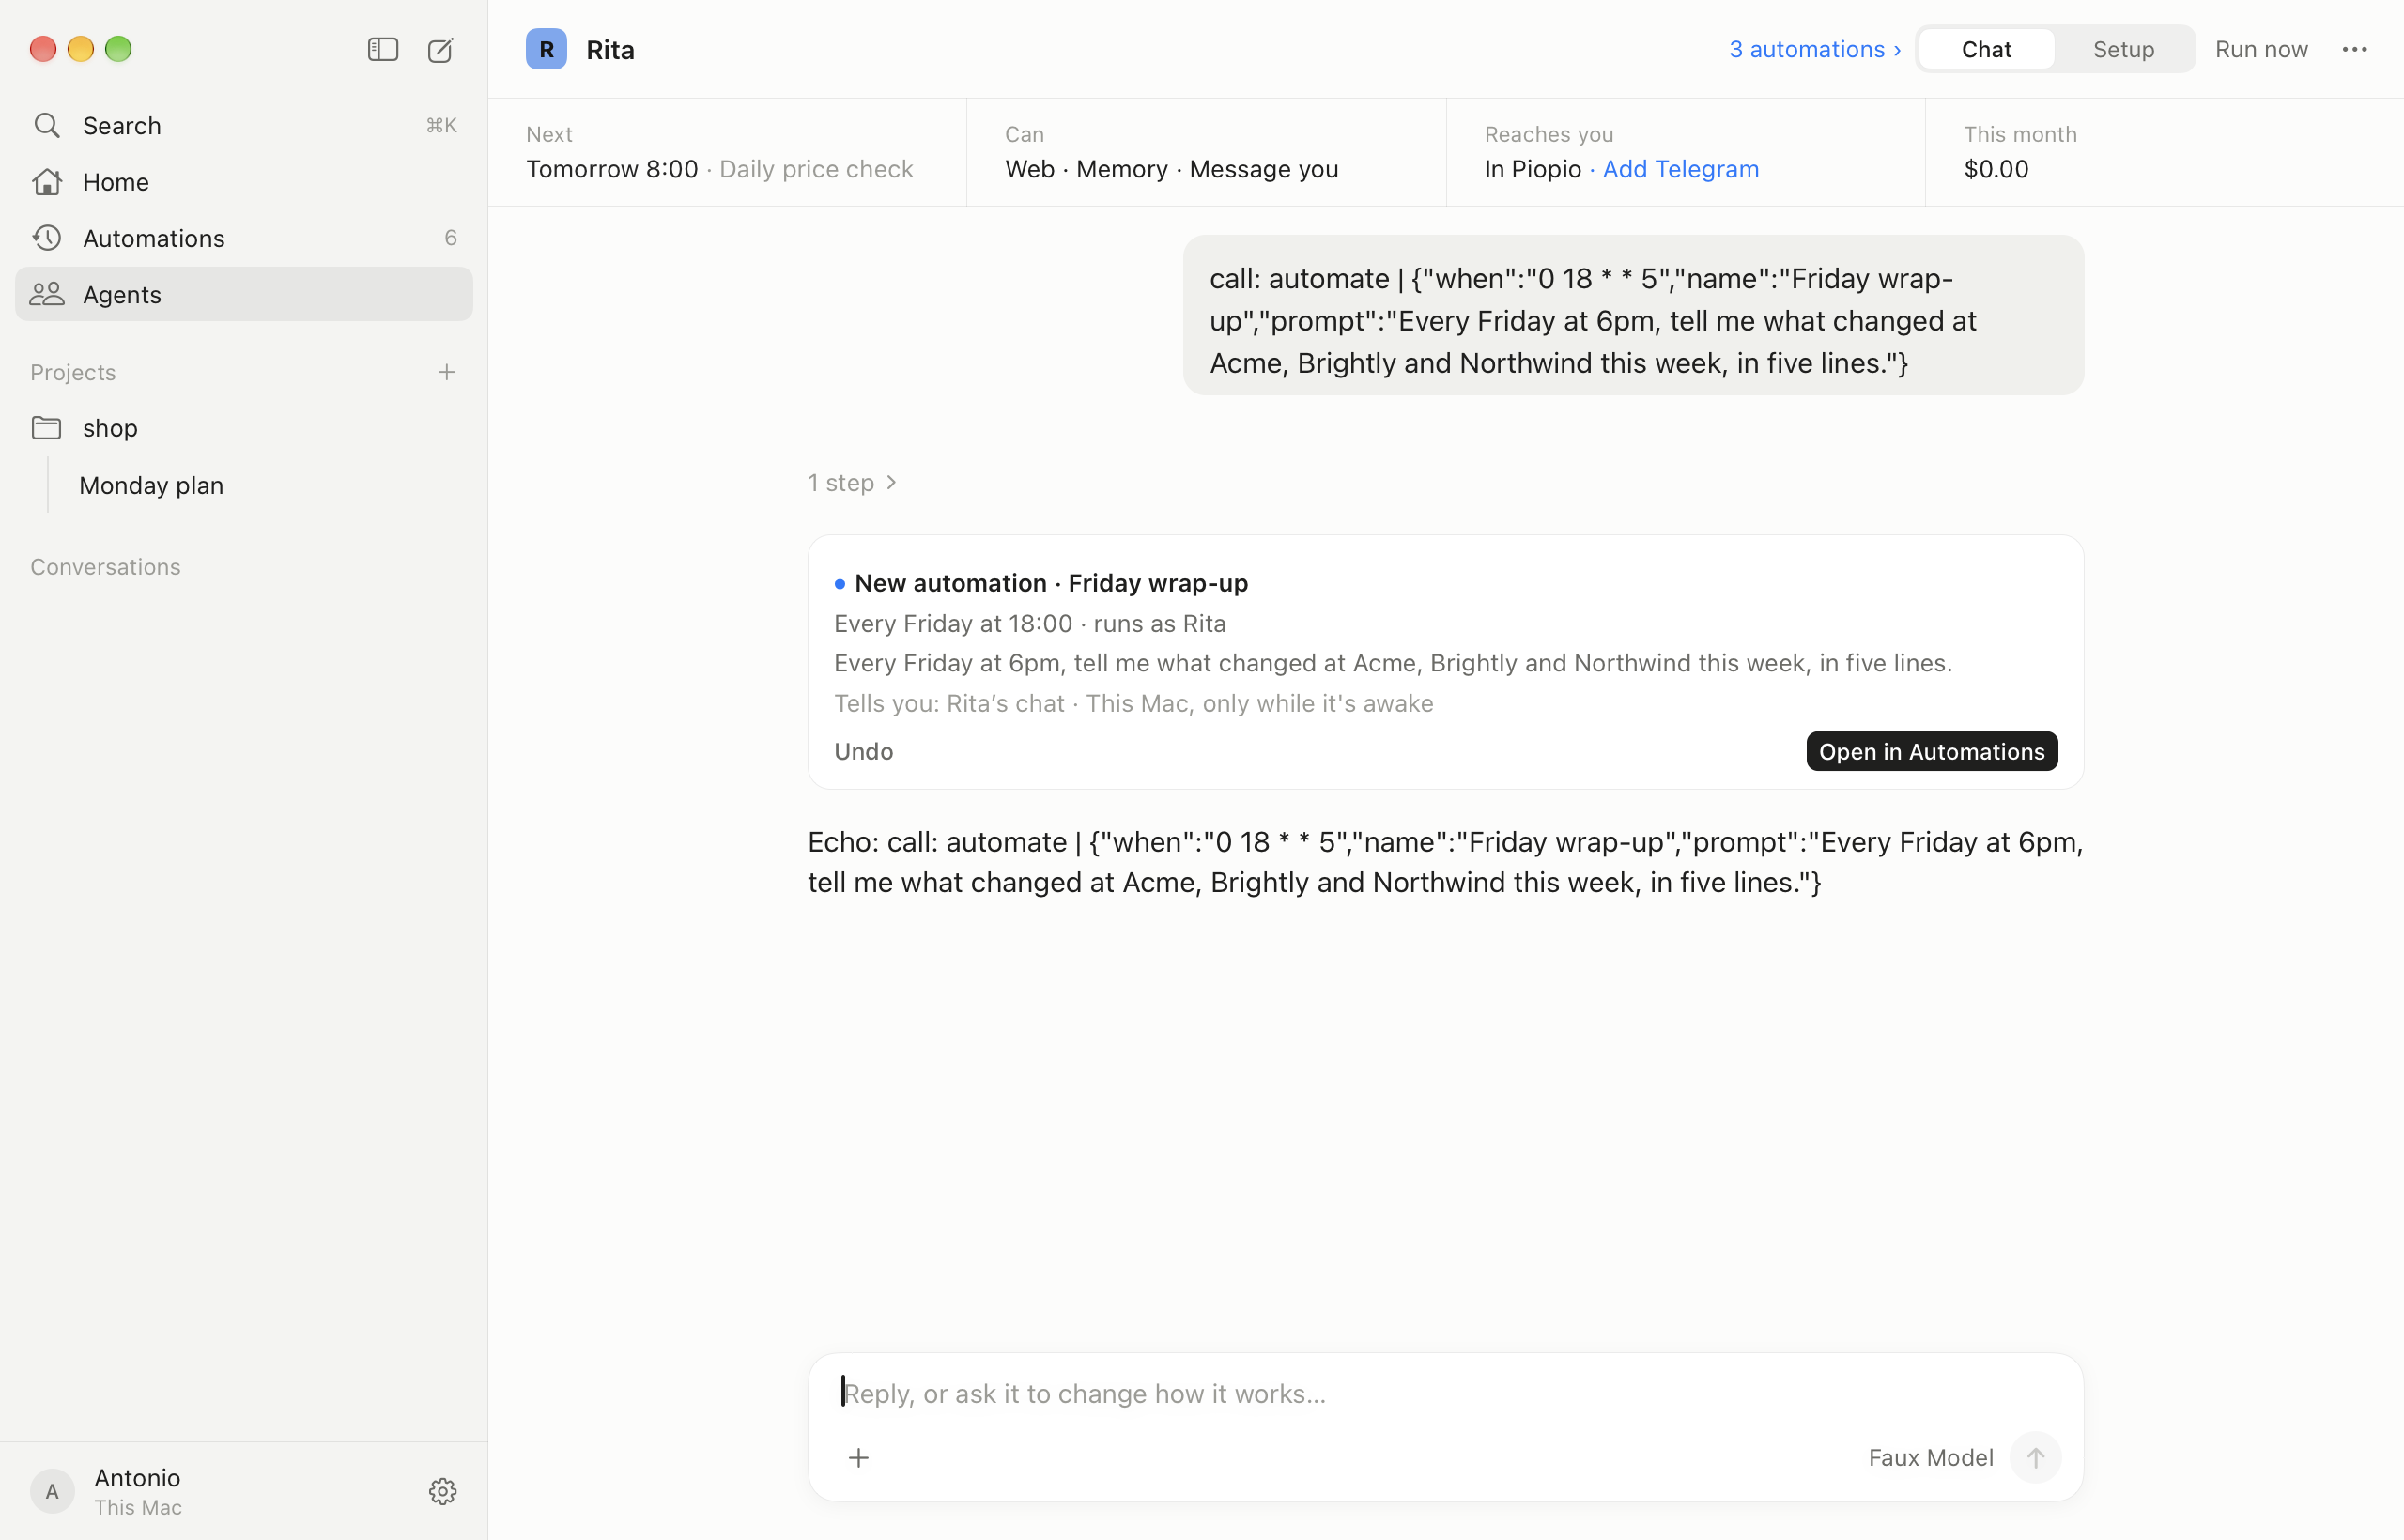 Search ⌘K
Home
Automations 6
Agents
Projects +
shop
Monday plan
Conversations
A Antonio
This Mac
R Rita
3 automations › Chat Setup Run now ···
Next
Tomorrow 8:00 · Daily price check
Can
Web · Memory · Message you
Reaches you
In Piopio · Add Telegram
This month
$0.00
call: automate | {"when":"0 18 * * 5","name":"Friday wrap-
up","prompt":"Every Friday at 6pm, tell me what changed at
Acme, Brightly and Northwind this week, in five lines."}
1 step >
New automation · Friday wrap-up
Every Friday at 18:00 · runs as Rita
Every Friday at 6pm, tell me what changed at Acme, Brightly and Northwind this week, in five lines.
Tells you: Rita’s chat · This Mac, only while it's awake
Undo Open in Automations
Echo: call: automate | {"when":"0 18 * * 5","name":"Friday wrap-up","prompt":"Every Friday at 6pm,
tell me what changed at Acme, Brightly and Northwind this week, in five lines."}
Reply, or ask it to change how it works...
+ Faux Model